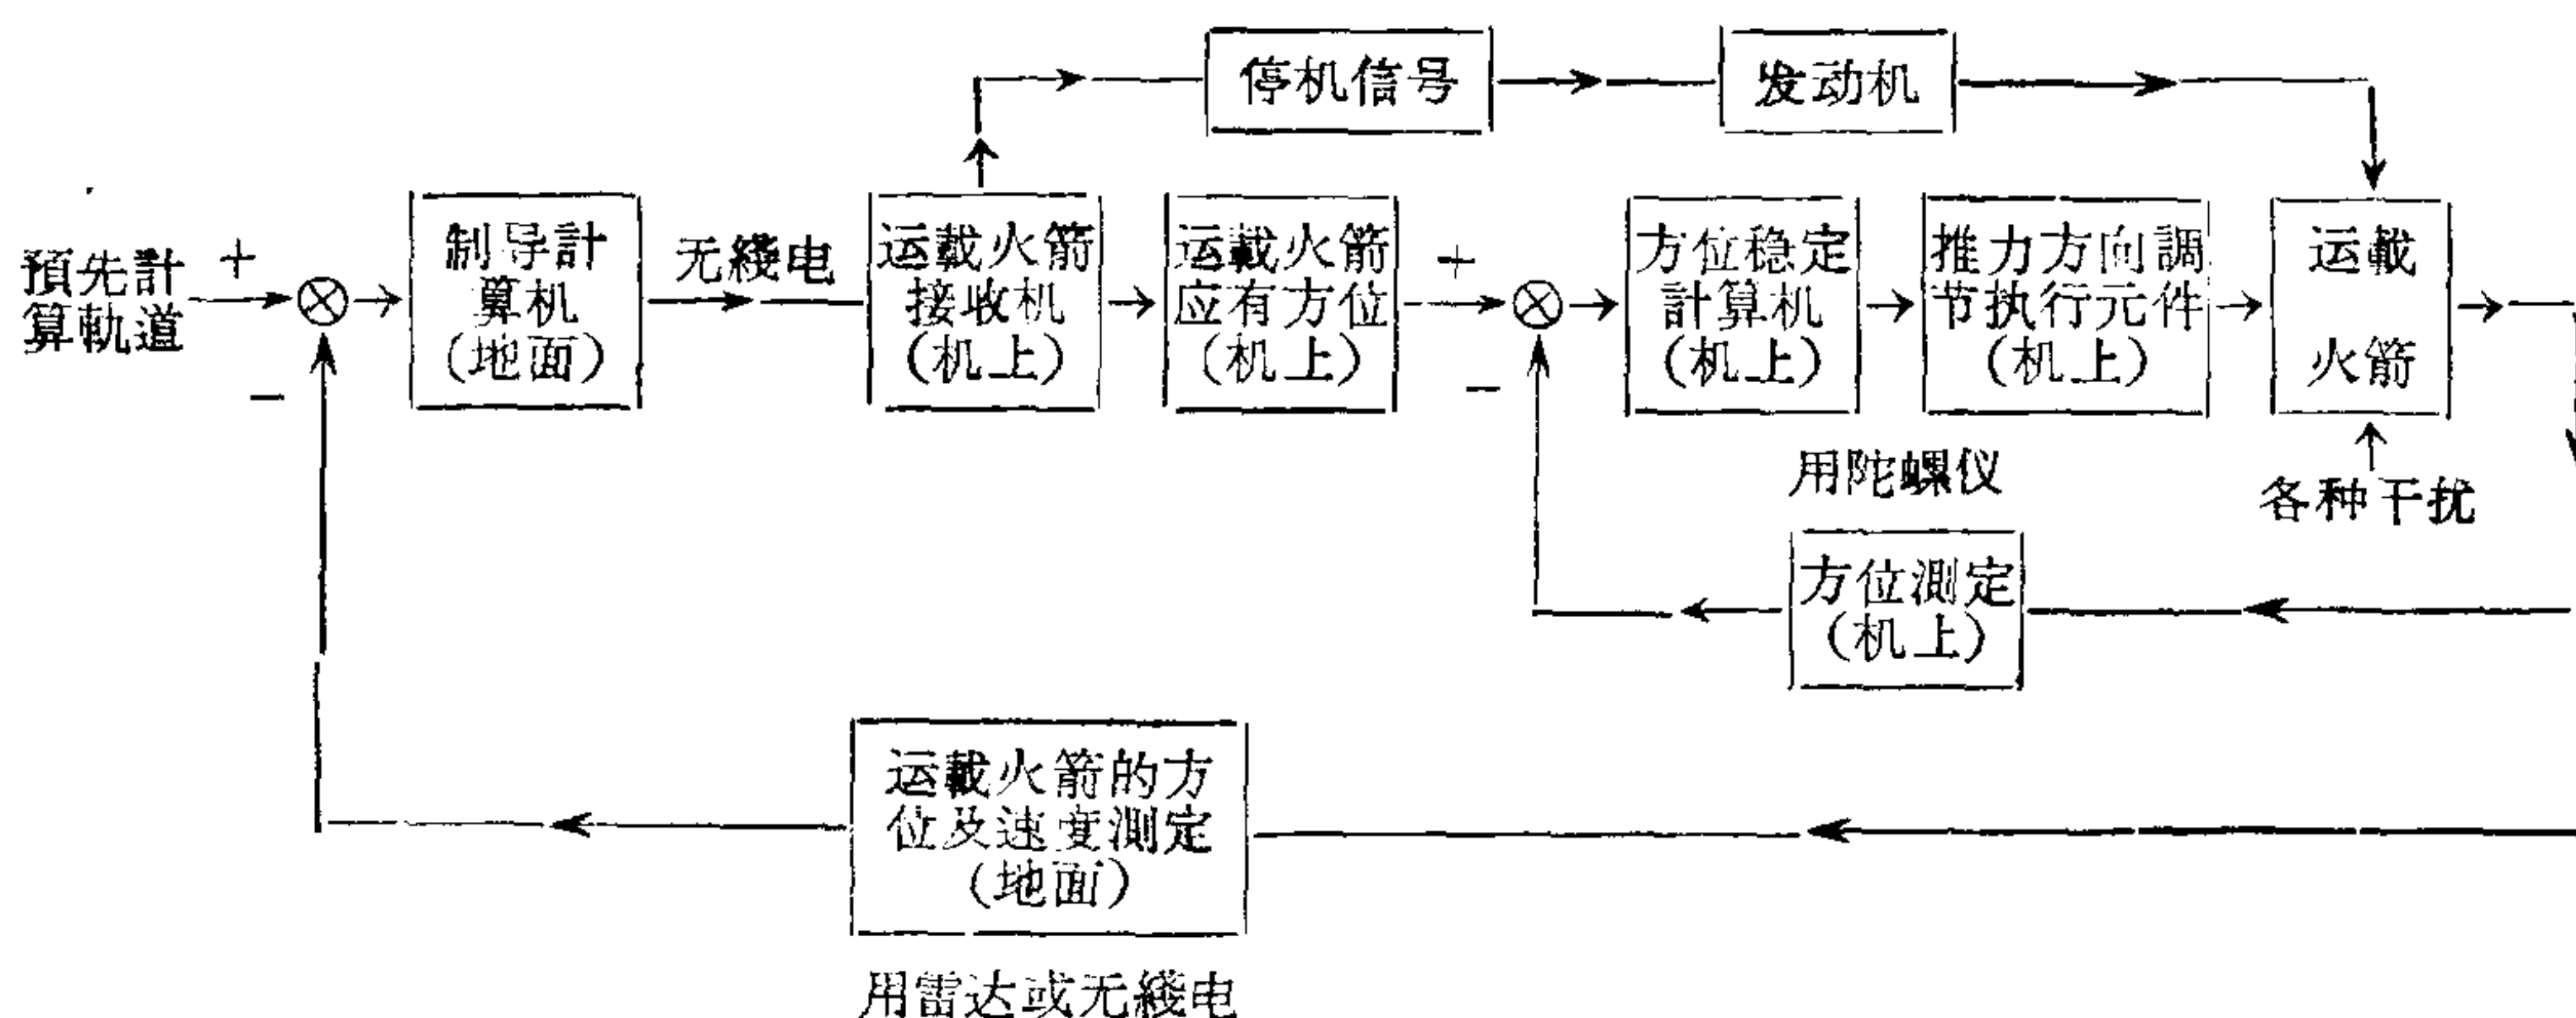 停机信号
发动机
預先計
算軌道
+
−
制导計
算机
(地面)
无綫电
运載火箭
接收机
(机上)
运載火箭
应有方位
(机上)
+
−
方位稳定
計算机
(机上)
推力方向調
节执行元件
(机上)
运載
火箭
各种干扰
用陀螺仪
方位測定
(机上)
运載火箭的方
位及速度測定
(地面)
用雷达或无綫电